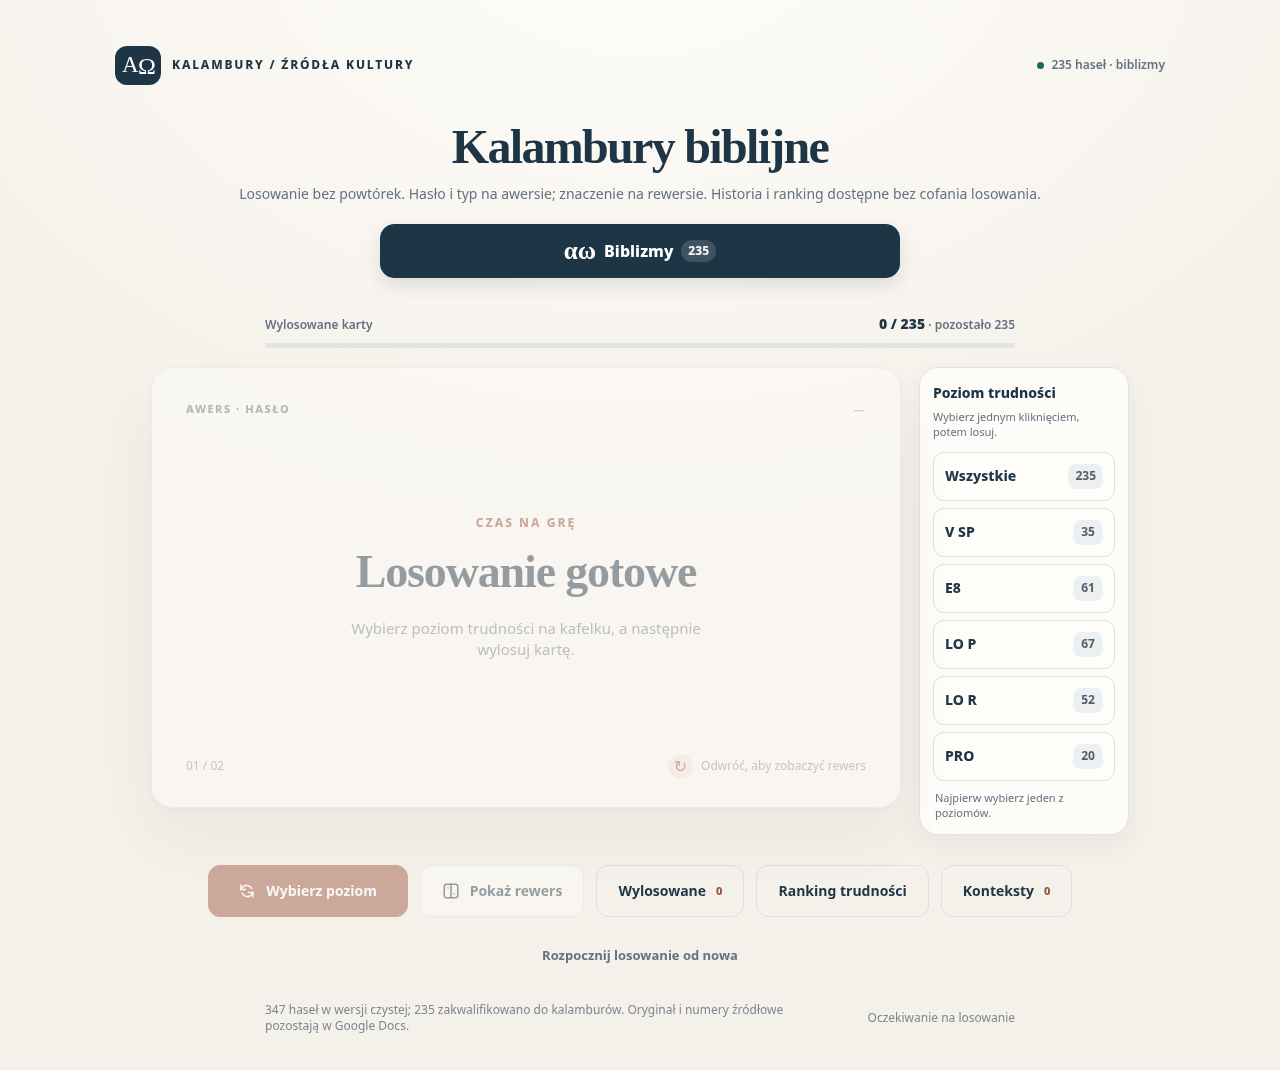 ΑΩ KALAMBURY / ŹRÓDŁA KULTURY
235 haseł · biblizmy
Kalambury biblijne
Losowanie bez powtórek. Hasło i typ na awersie; znaczenie na rewersie. Historia i ranking dostępne bez cofania losowania.
αω Biblizmy 235
Wylosowane karty
0 / 235 · pozostało 235
AWERS · HASŁO
—
CZAS NA GRĘ
Losowanie gotowe
Wybierz poziom trudności na kafelku, a następnie
wylosuj kartę.
01 / 02
↻ Odwróć, aby zobaczyć rewers
Poziom trudności
Wybierz jednym kliknięciem,
potem losuj.
Wszystkie 235
V SP 35
E8 61
LO P 67
LO R 52
PRO 20
Najpierw wybierz jeden z
poziomów.
Wybierz poziom
Pokaż rewers
Wylosowane 0
Ranking trudności
Konteksty 0
Rozpocznij losowanie od nowa
347 haseł w wersji czystej; 235 zakwalifikowano do kalamburów. Oryginał i numery źródłowe
pozostają w Google Docs.
Oczekiwanie na losowanie